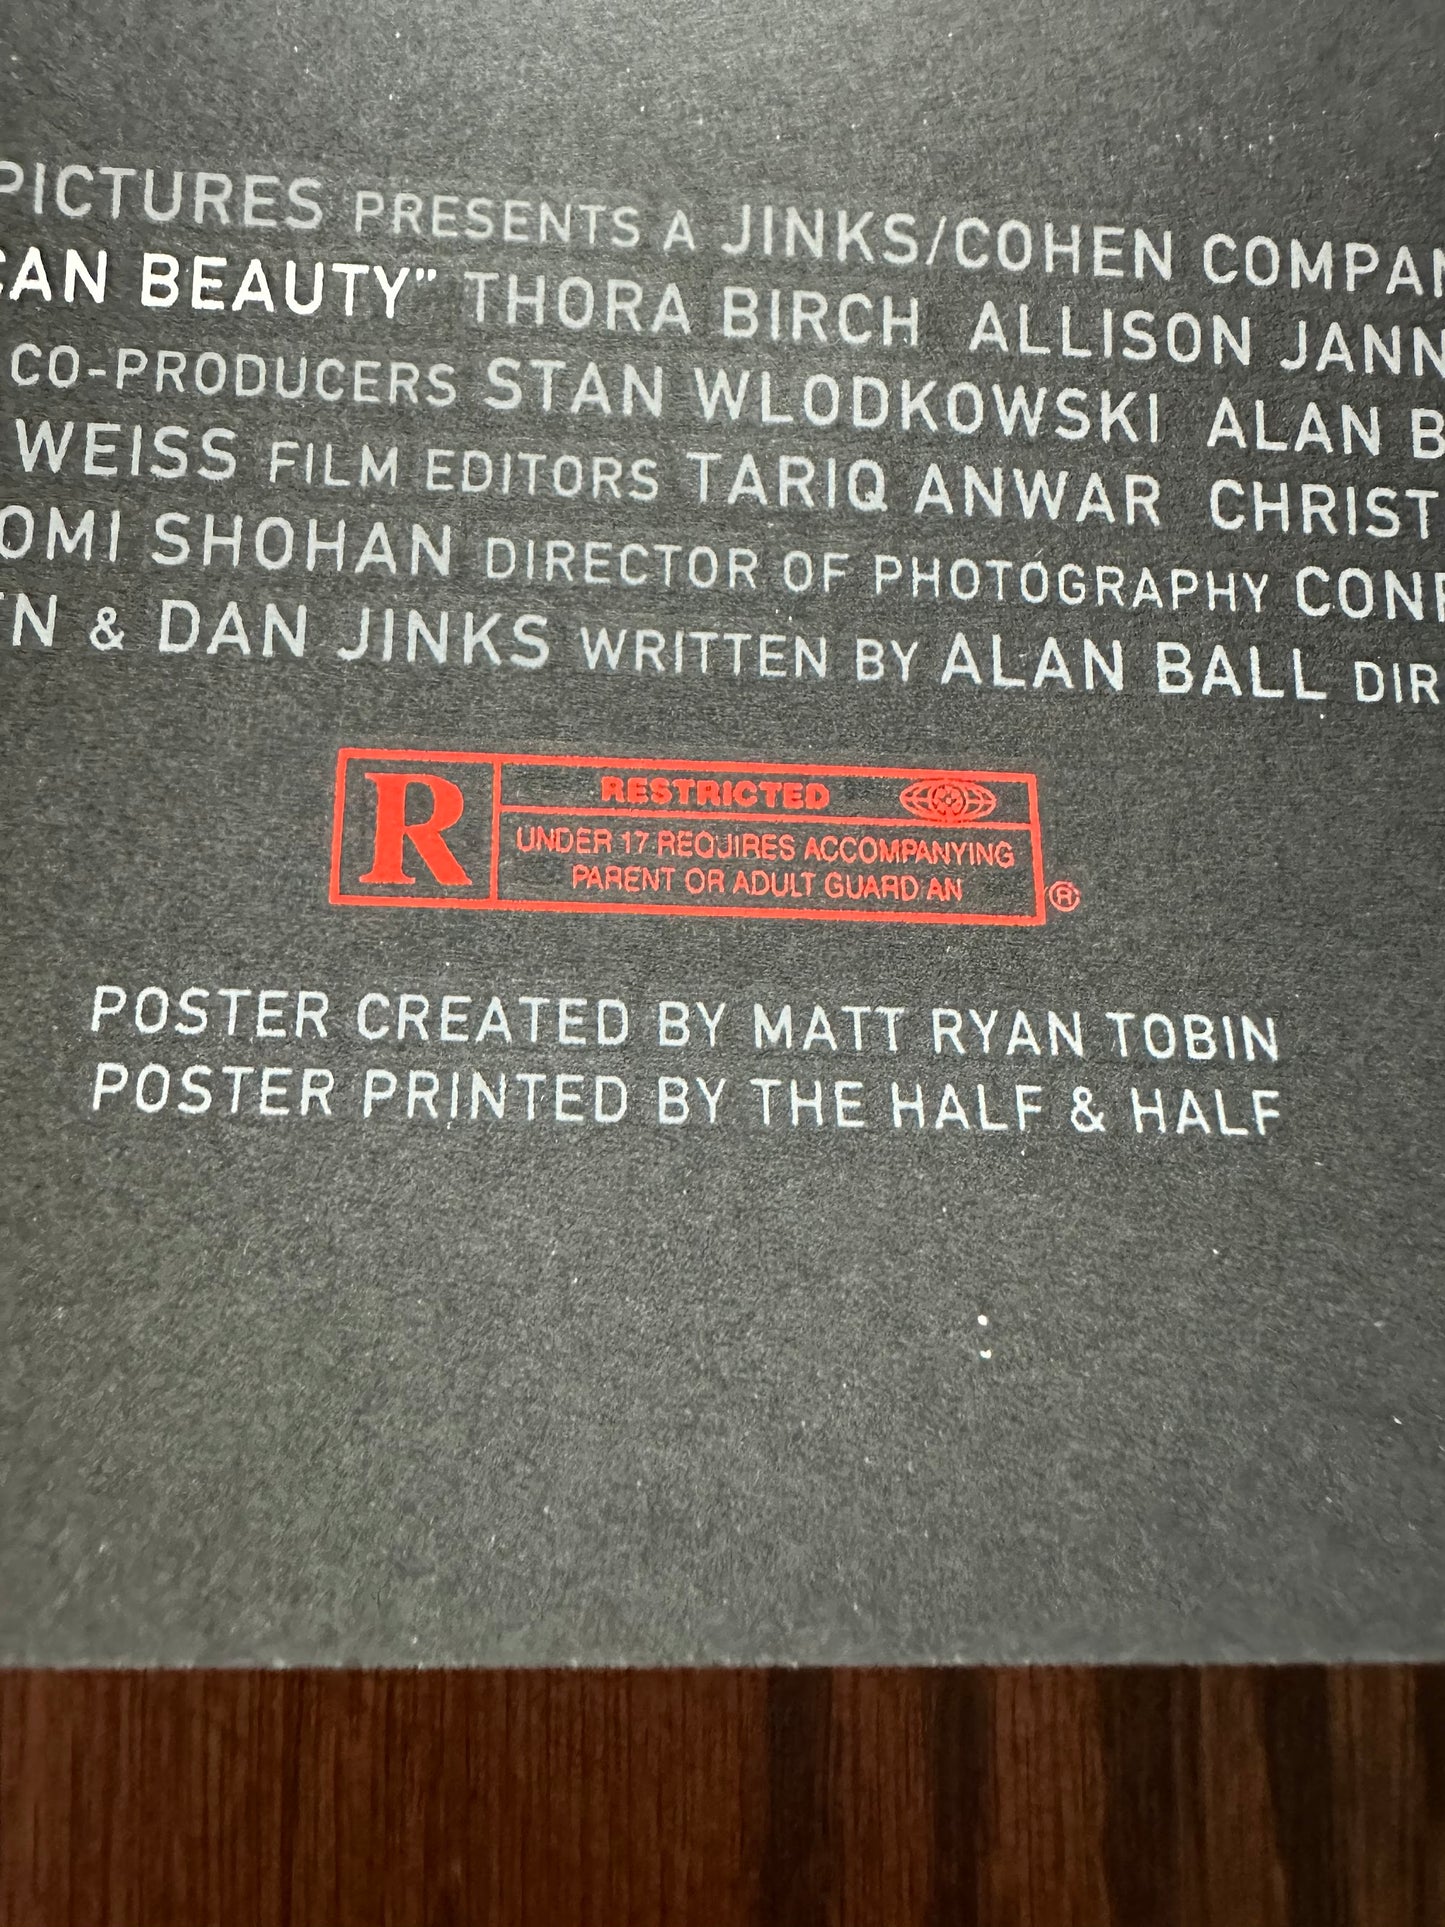 PICTURES PRESENTS A JINKS/COHEN COMPAN
CAN BEAUTY” THORA BIRCH ALLISON JANN
CO-PRODUCERS STAN WLODKOWSKI ALAN B
WEISS FILM EDITORS TARIQ ANWAR CHRIST
OMI SHOHAN DIRECTOR OF PHOTOGRAPHY CON
EN & DAN JINKS WRITTEN BY ALAN BALL DIR
R RESTRICTED
UNDER 17 REQUIRES ACCOMPANYING
PARENT OR ADULT GUARDIAN ®
POSTER CREATED BY MATT RYAN TOBIN
POSTER PRINTED BY THE HALF & HALF